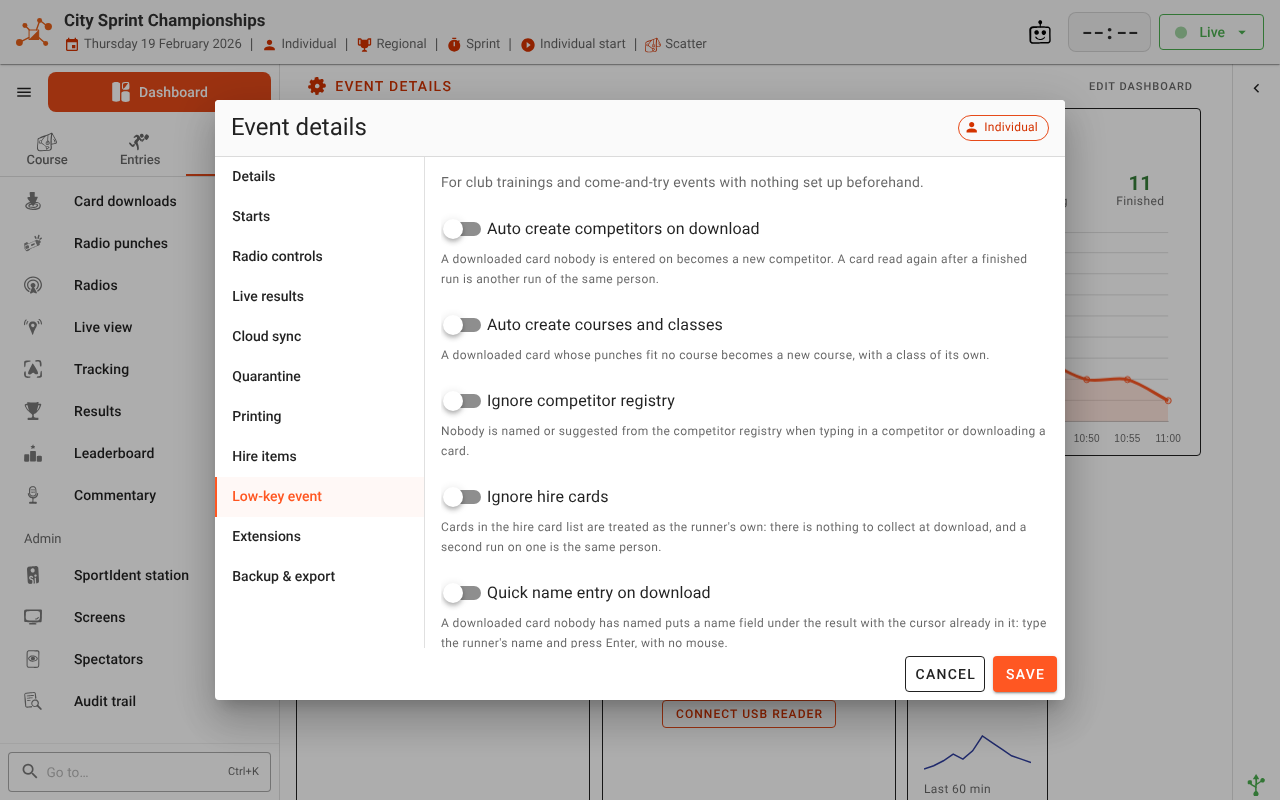 City Sprint Championships
Thursday 19 February 2026 | Individual | Regional | Sprint | Individual start | Scatter
--:--
Live
Dashboard
EVENT DETAILS
EDIT DASHBOARD
Course
Entries
Card downloads
Radio punches
Radios
Live view
Tracking
Results
Leaderboard
Commentary
Admin
SportIdent station
Screens
Spectators
Audit trail
Go to...
Ctrl+K
Event details
Individual
Details
Starts
Radio controls
Live results
Cloud sync
Quarantine
Printing
Hire items
Low-key event
Extensions
Backup & export
For club trainings and come-and-try events with nothing set up beforehand.
Auto create competitors on download
A downloaded card nobody is entered on becomes a new competitor. A card read again after a finished
run is another run of the same person.
Auto create courses and classes
A downloaded card whose punches fit no course becomes a new course, with a class of its own.
Ignore competitor registry
Nobody is named or suggested from the competitor registry when typing in a competitor or downloading a
card.
Ignore hire cards
Cards in the hire card list are treated as the runner's own: there is nothing to collect at download, and a
second run on one is the same person.
Quick name entry on download
A downloaded card nobody has named puts a name field under the result with the cursor already in it: type
the runner's name and press Enter, with no mouse.
CANCEL
SAVE
11
Finished
10:50
10:55
11:00
CONNECT USB READER
Last 60 min